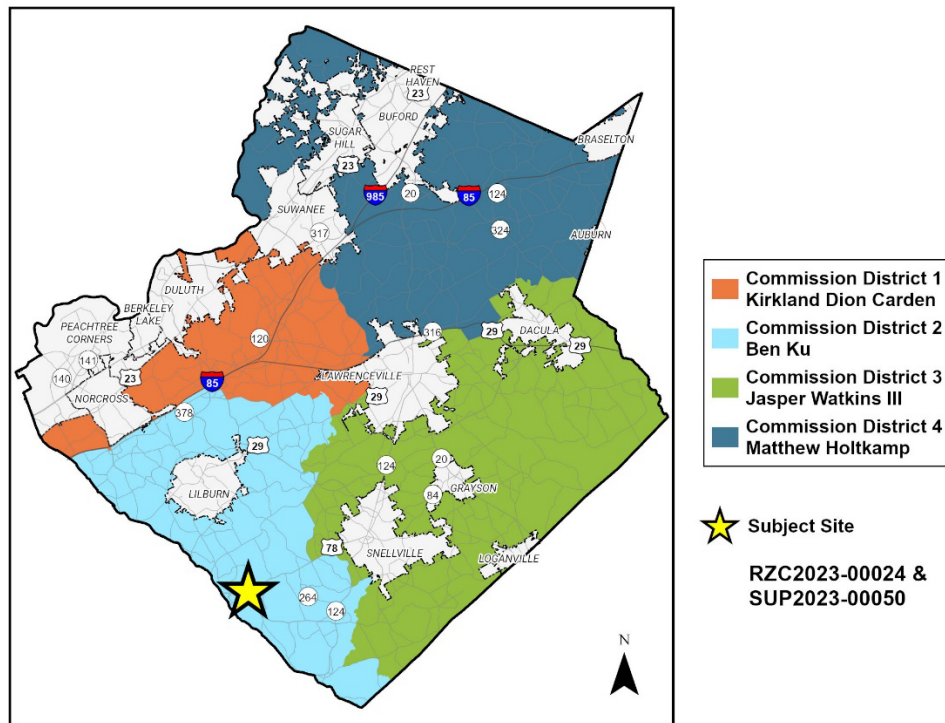 REST
HAVEN
23
BUFORD
SUGAR
HILL
23
BRASELTON
985
20
85
124
SUWANEE
317
324
AUBURN
DULUTH
BERKELEY
LAKE
PEACHTREE
CORNERS
120
316
29
DACULA
29
141
140
23
85
LAWRENCEVILLE
29
NORCROSS
378
29
LILBURN
124
20
84
GRAYSON
78
SNELLVILLE
LOGANVILLE
264
124
N
Commission District 1
Kirkland Dion Carden
Commission District 2
Ben Ku
Commission District 3
Jasper Watkins III
Commission District 4
Matthew Holtkamp
Subject Site
RZC2023-00024 &
SUP2023-00050